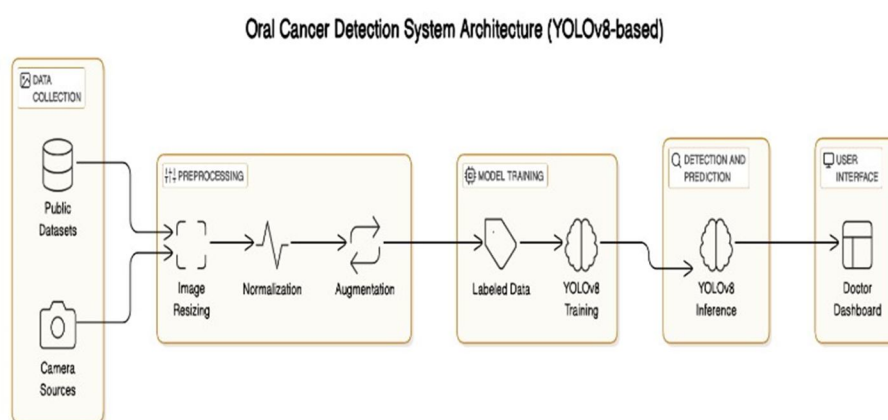 Oral Cancer Detection System Architecture (YOLOv8-based)
DATA
COLLECTION
Public
Datasets
Camera
Sources
PREPROCESSING
Image
Resizing
Normalization
Augmentation
MODEL TRAINING
Labeled Data
YOLOv8
Training
DETECTION AND
PREDICTION
YOLOv8
Inference
USER
INTERFACE
Doctor
Dashboard